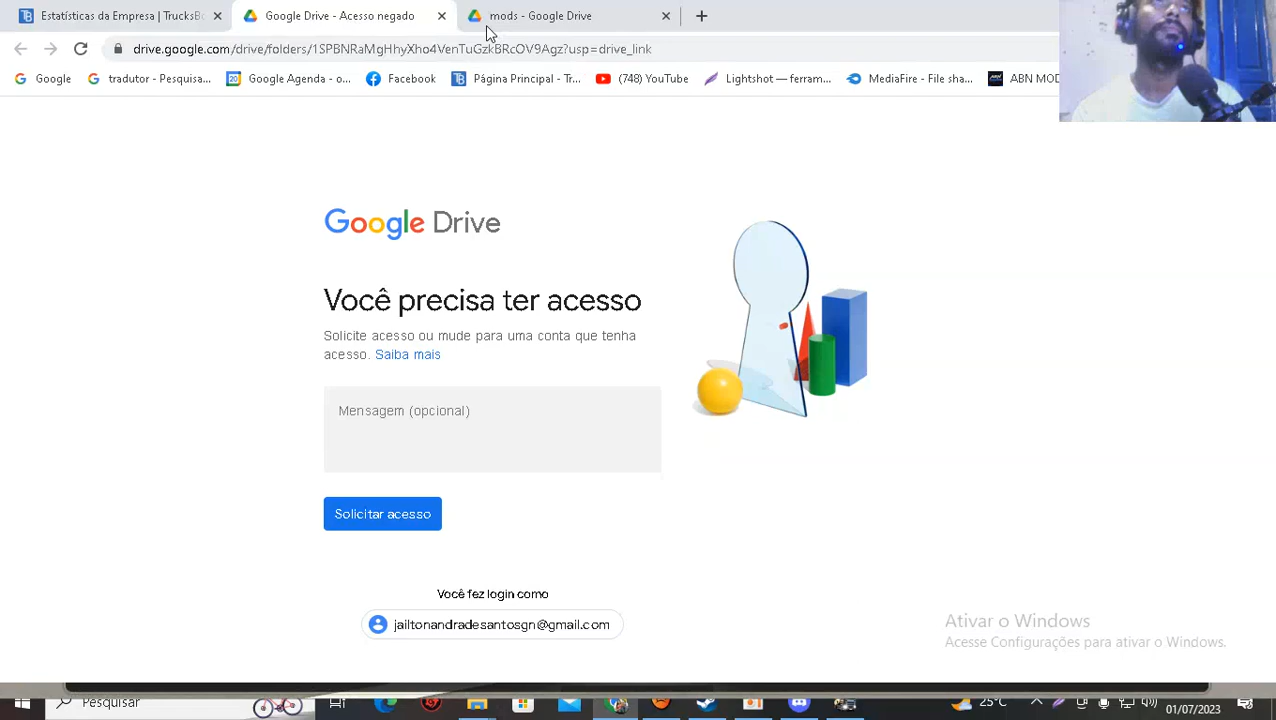 Estatísticas da Empresa | TrucksBo
Google Drive - Acesso negado
mods - Google Drive
drive.google.com/drive/folders/1SPBNRaMgHhyXho4VenTuGzkBRcOV9Agz?usp=drive_link
Google
tradutor - Pesquisa...
Google Agenda - o...
Facebook
Página Principal - Tr...
(748) YouTube
Lightshot — ferram...
MediaFire - File sha...
ABN MOD
Google Drive
Você precisa ter acesso
Solicite acesso ou mude para uma conta que tenha
acesso. Saiba mais
Mensagem (opcional)
Solicitar acesso
Você fez login como
jailtonandradesantosgn@gmail.com
Ativar o Windows
Acesse Configurações para ativar o Windows.
Pesquisar
25°C
01/07/2023